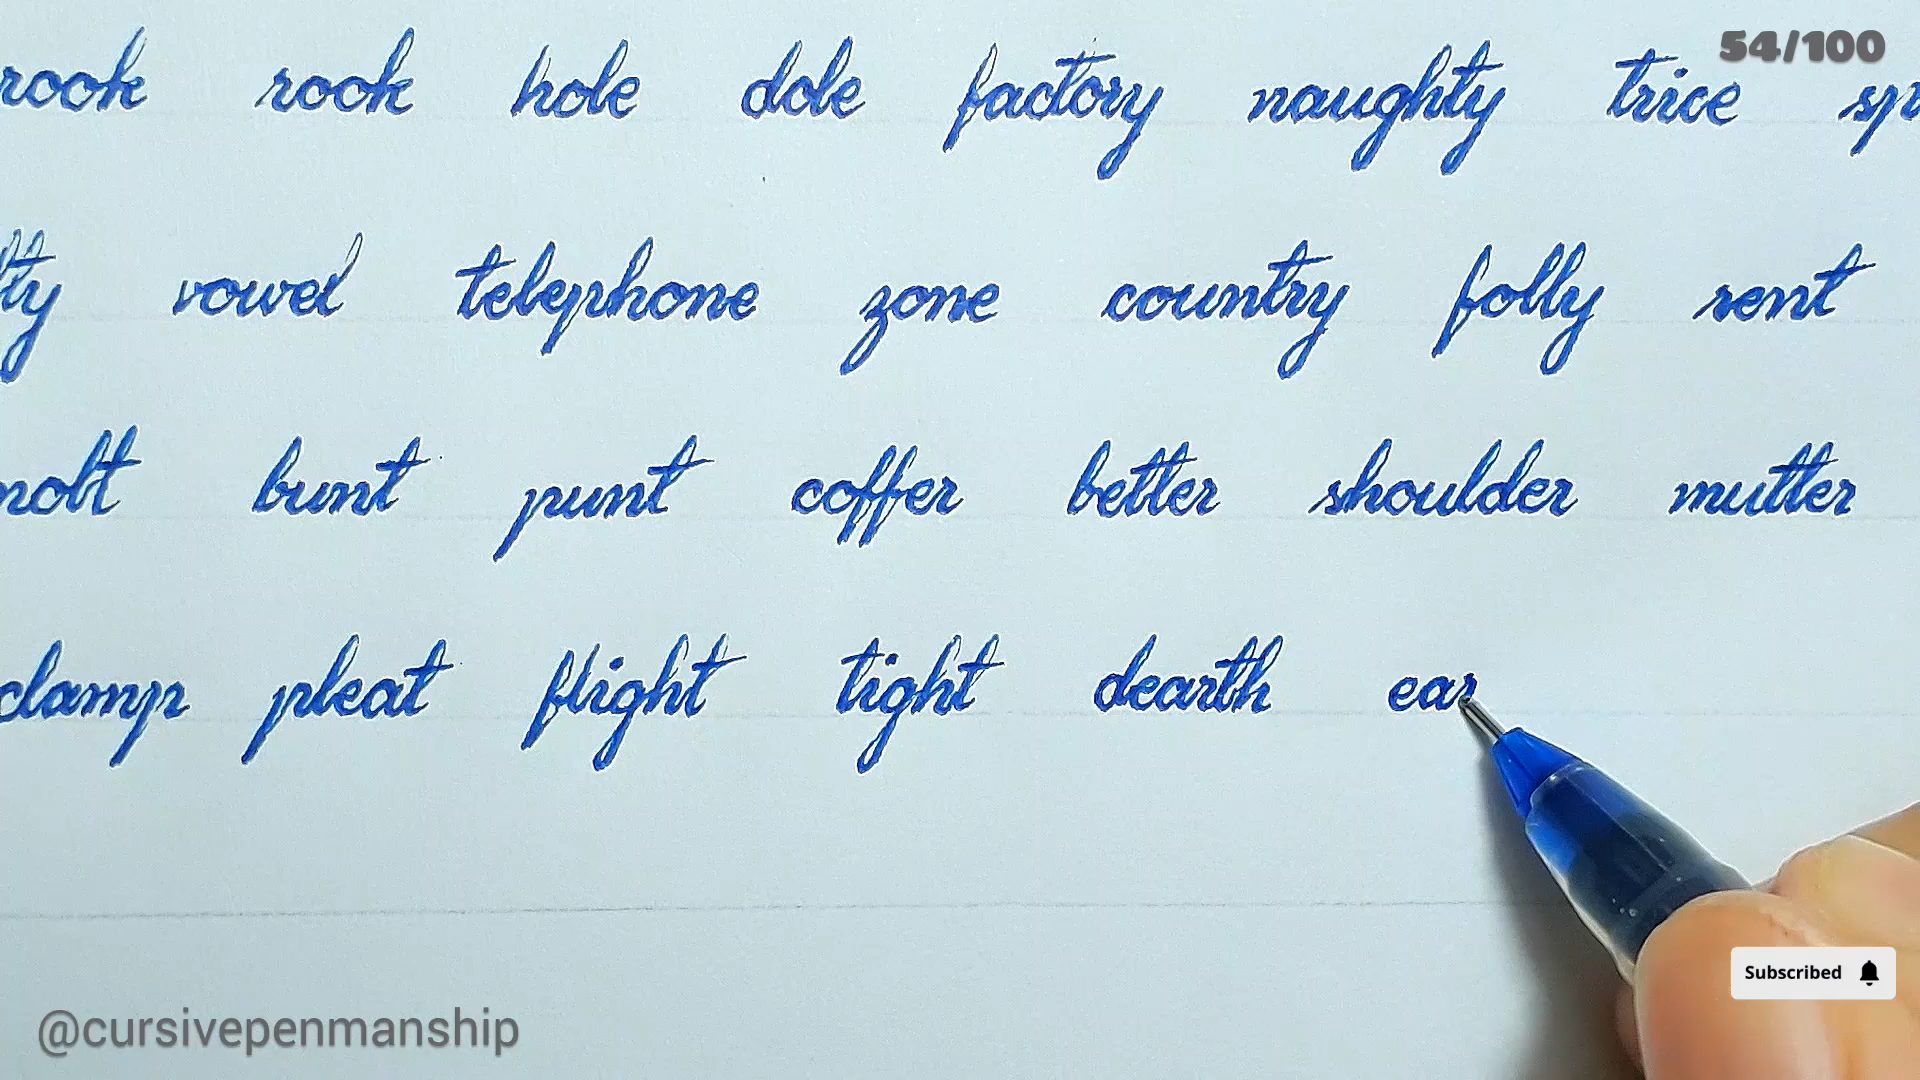 54/100
rook rook hole dole factory naughty trice
vowel telephone zone country folly rent
bunt punt coffer better shoulder mutter
clamp pleat flight tight dearth ear
Subscribed
@cursivepenmanship